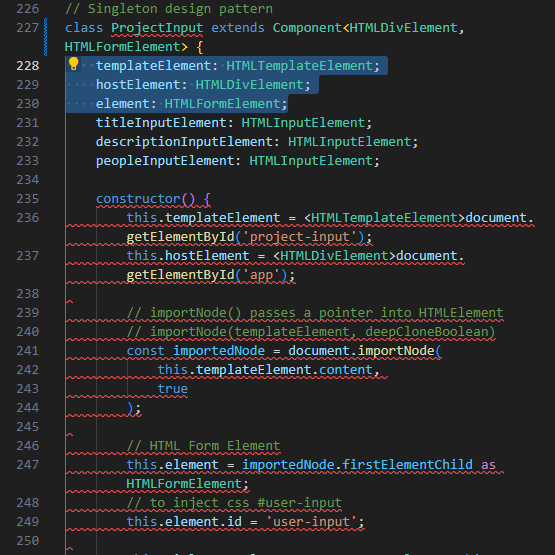 226 // Singleton design pattern
227 class ProjectInput extends Component<HTMLDivElement,
HTMLFormElement> {
228 templateElement: HTMLTemplateElement;
229 hostElement: HTMLDivElement;
230 element: HTMLFormElement;
231 titleInputElement: HTMLInputElement;
232 descriptionInputElement: HTMLInputElement;
233 peopleInputElement: HTMLInputElement;
234
235 constructor() {
236 this.templateElement = <HTMLTemplateElement>document.
getElementById('project-input');
237 this.hostElement = <HTMLDivElement>document.
getElementById('app');
238
239 // importNode() passes a pointer into HTMLElement
240 // importNode(templateElement, deepCloneBoolean)
241 const importedNode = document.importNode(
242 this.templateElement.content,
243 true
244 );
245
246 // HTML Form Element
247 this.element = importedNode.firstElementChild as
HTMLFormElement;
248 // to inject css #user-input
249 this.element.id = 'user-input';
250